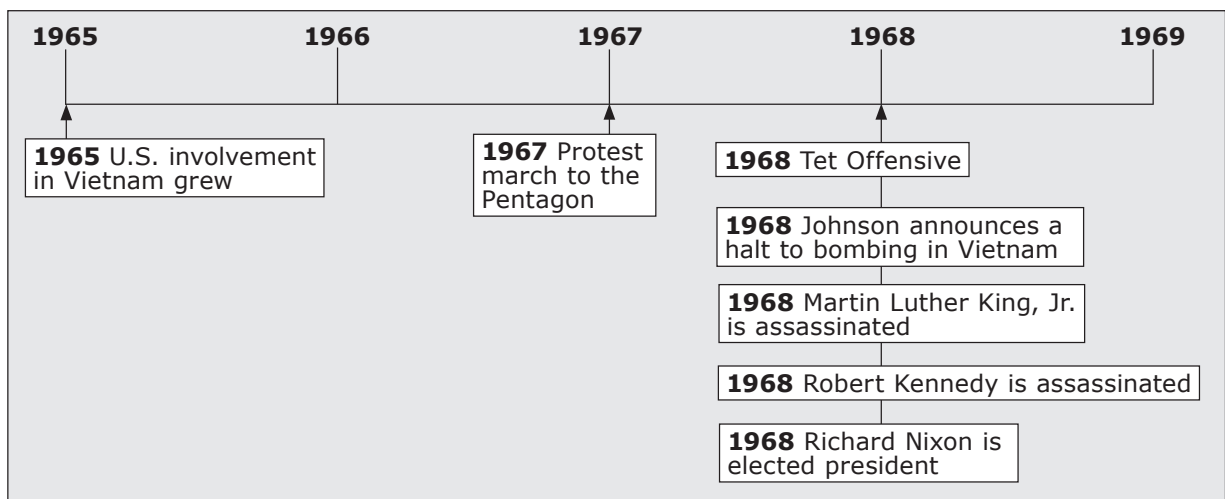 1965 1966 1967 1968 1969
1965 U.S. involvement
in Vietnam grew
1967 Protest
march to the
Pentagon
1968 Tet Offensive
1968 Johnson announces a
halt to bombing in Vietnam
1968 Martin Luther King, Jr.
is assassinated
1968 Robert Kennedy is assassinated
1968 Richard Nixon is
elected president